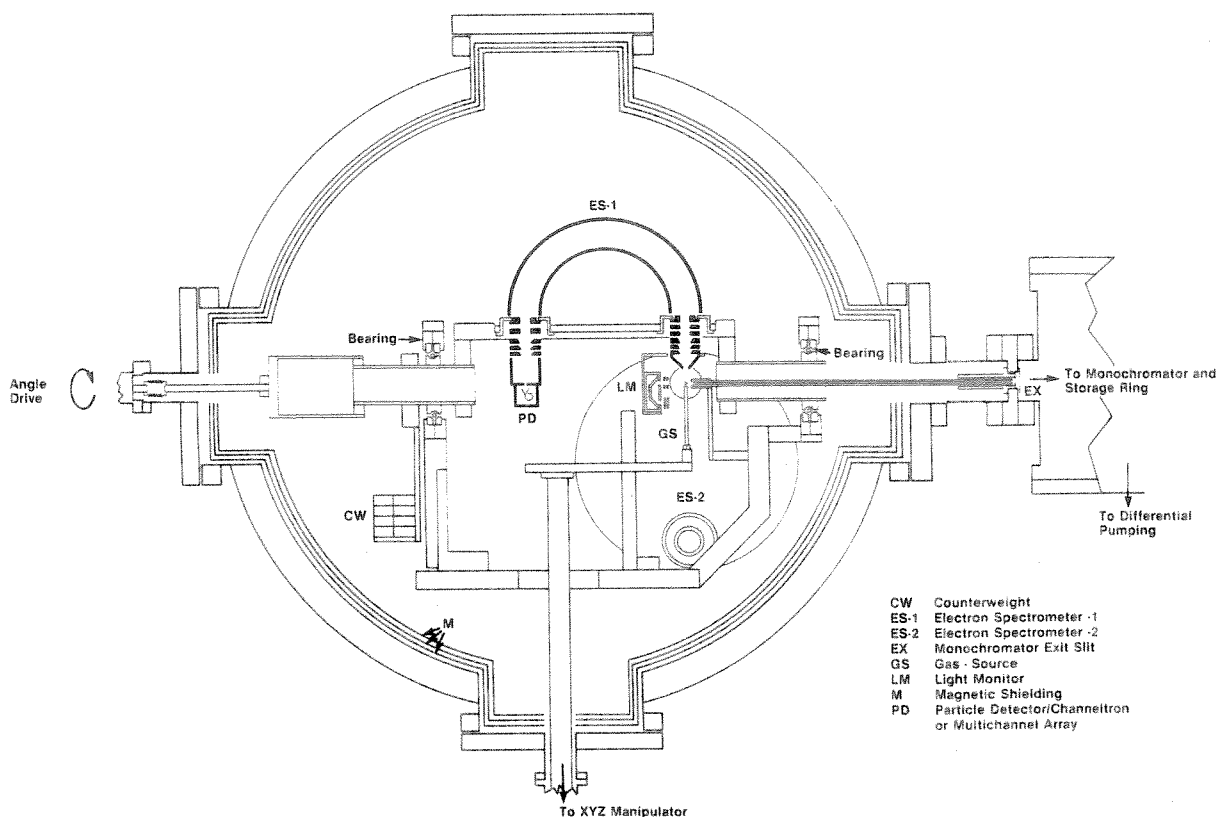 ES-1
Bearing
Bearing
Angle
Drive
LM
PD
GS
EX
To Monochromator and
Storage Ring
CW
ES-2
To Differential
Pumping
M
To XYZ Manipulator
CW Counterweight
ES-1 Electron Spectrometer -1
ES-2 Electron Spectrometer -2
EX Monochromator Exit Slit
GS Gas - Source
LM Light Monitor
M Magnetic Shielding
PD Particle Detector/Channeltron
or Multichannel Array